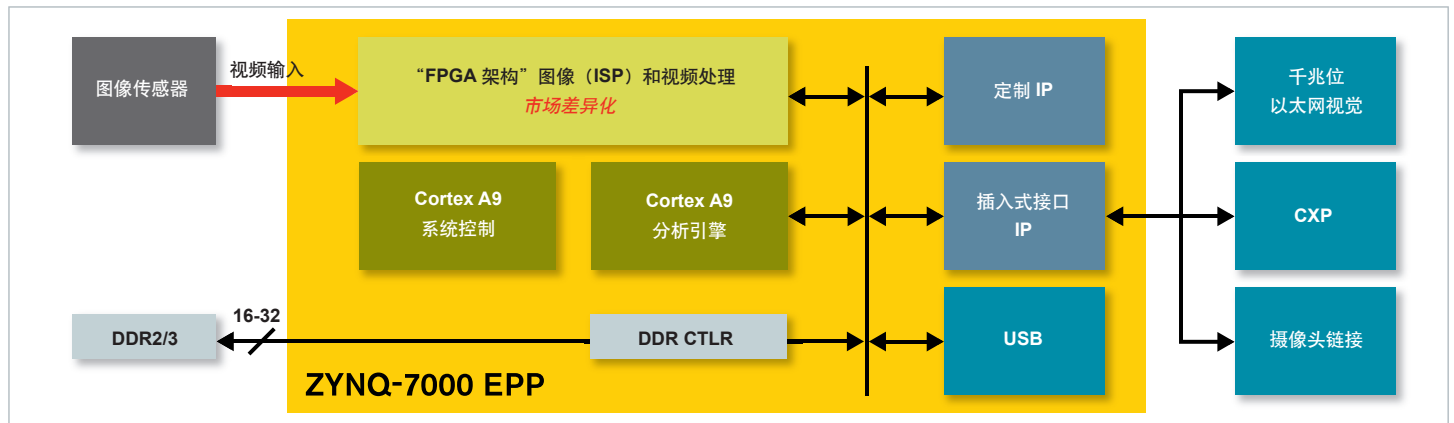 图像传感器
视频输入
“FPGA 架构”图像（ISP）和视频处理
市场差异化
定制 IP
千兆位
以太网视觉
Cortex A9
系统控制
Cortex A9
分析引擎
插入式接口
IP
CXP
16-32
DDR2/3
DDR CTLR
USB
摄像头链接
ZYNQ-7000 EPP